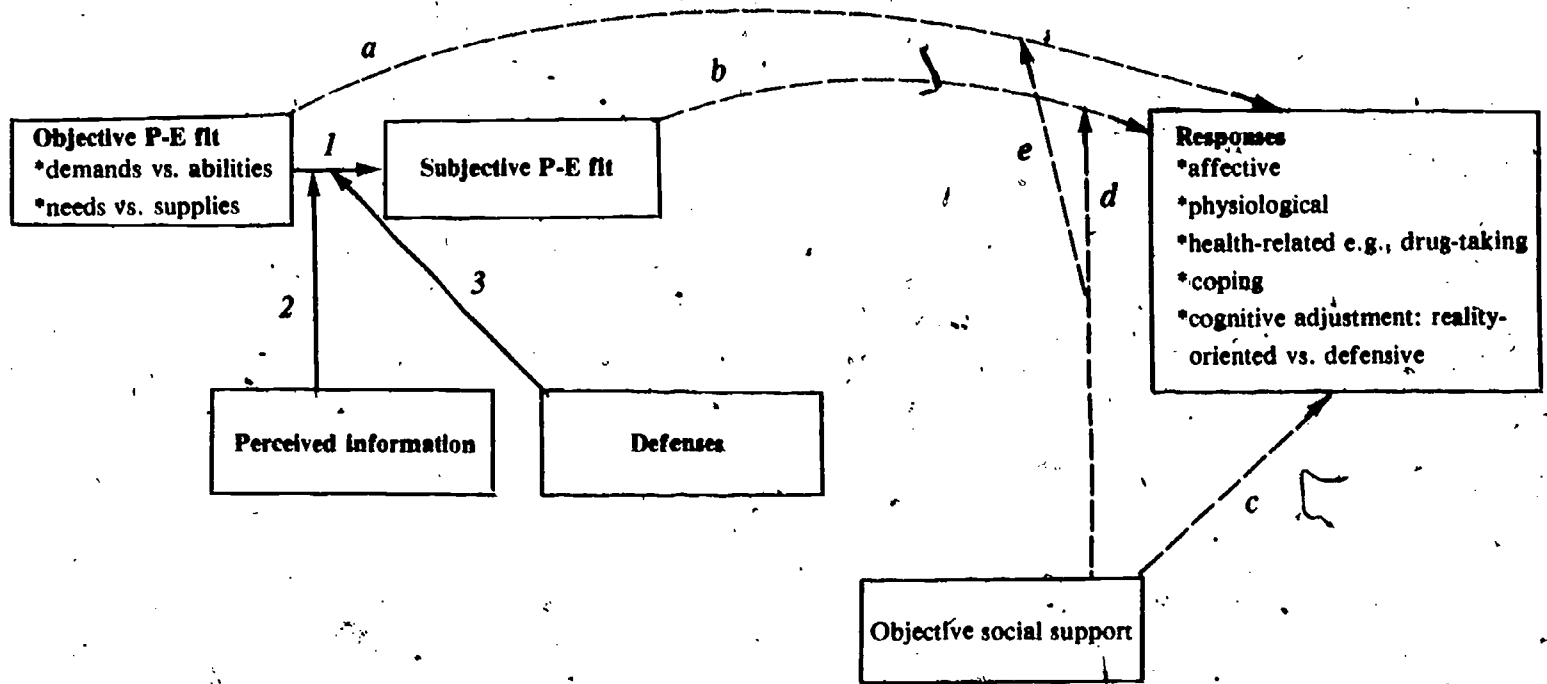 a
b
Objective P-E fit
*demands vs. abilities
*needs vs. supplies
1
Subjective P-E fit
e
d
Responses
*affective
*physiological
*health-related e.g., drug-taking
*coping
*cognitive adjustment: reality-
oriented vs. defensive
2
3
Perceived information
Defenses
c
Objective social support